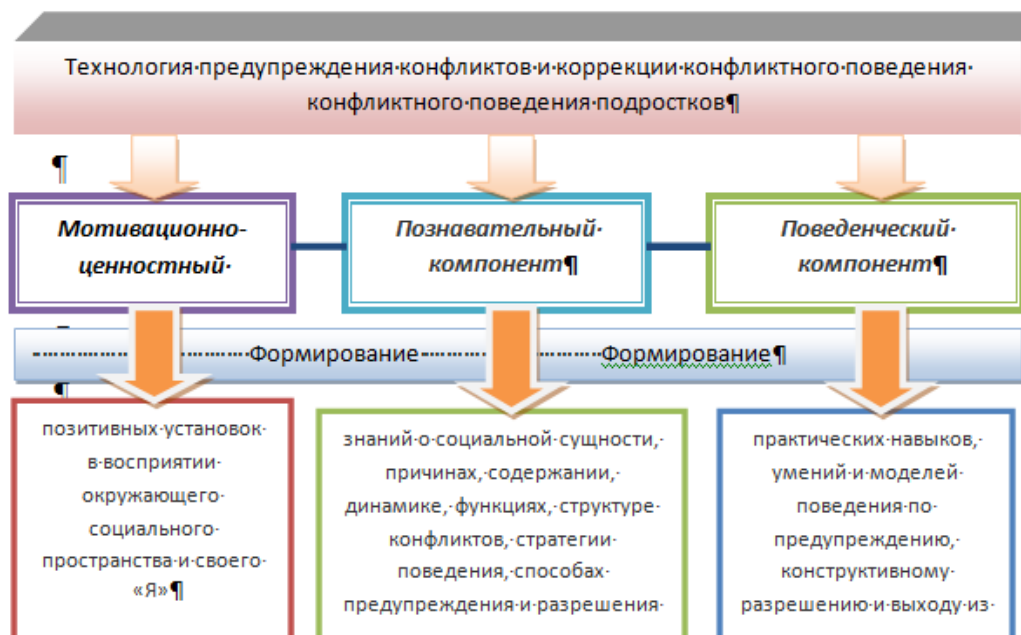 Технология предупреждения конфликтов и коррекции конфликтного поведения
конфликтного поведения подростков¶
¶
Мотивационно-
ценностный
Познавательный
компонент¶
Поведенческий
компонент¶
Формирование Формирование¶
¶
позитивных установок
в восприятии
окружающего
социального
пространства и своего
«Я»¶
знаний о социальной сущности,
причинах, содержании,
динамике, функциях, структуре
конфликтов, стратегии
поведения, способах
предупреждения и разрешения
практических навыков,
умений и моделей
поведения по
предупреждению,
конструктивному
разрешению и выходу из